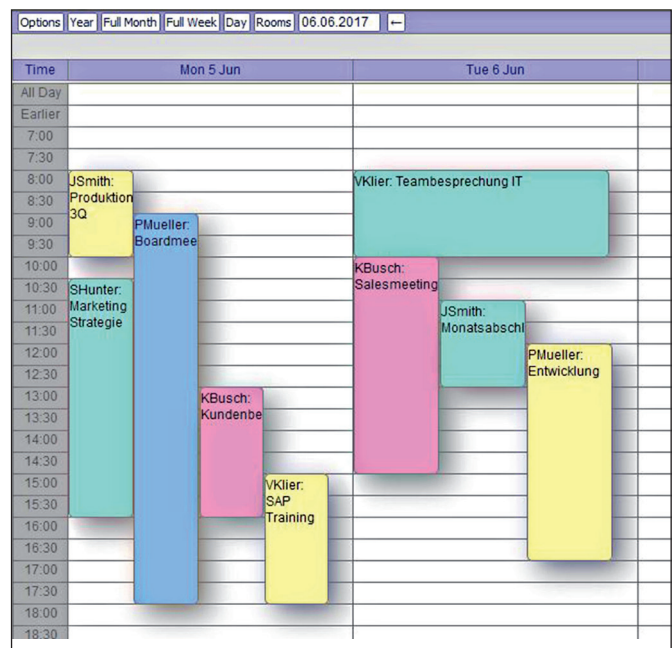 Options Year Full Month Full Week Day Rooms 06.06.2017 ←
Time Mon 5 Jun Tue 6 Jun
All Day
Earlier
7:00
7:30
8:00
8:30
9:00
9:30
10:00
10:30
11:00
11:30
12:00
12:30
13:00
13:30
14:00
14:30
15:00
15:30
16:00
16:30
17:00
17:30
18:00
18:30
JSmith:
Produktion
3Q
PMueller:
Boardmee
SHunter:
Marketing
Strategie
KBusch:
Kundenbe
VKlier:
SAP
Training
VKlier: Teambesprechung IT
KBusch:
Salesmeeting
JSmith:
Monatsabschl
PMueller:
Entwicklung